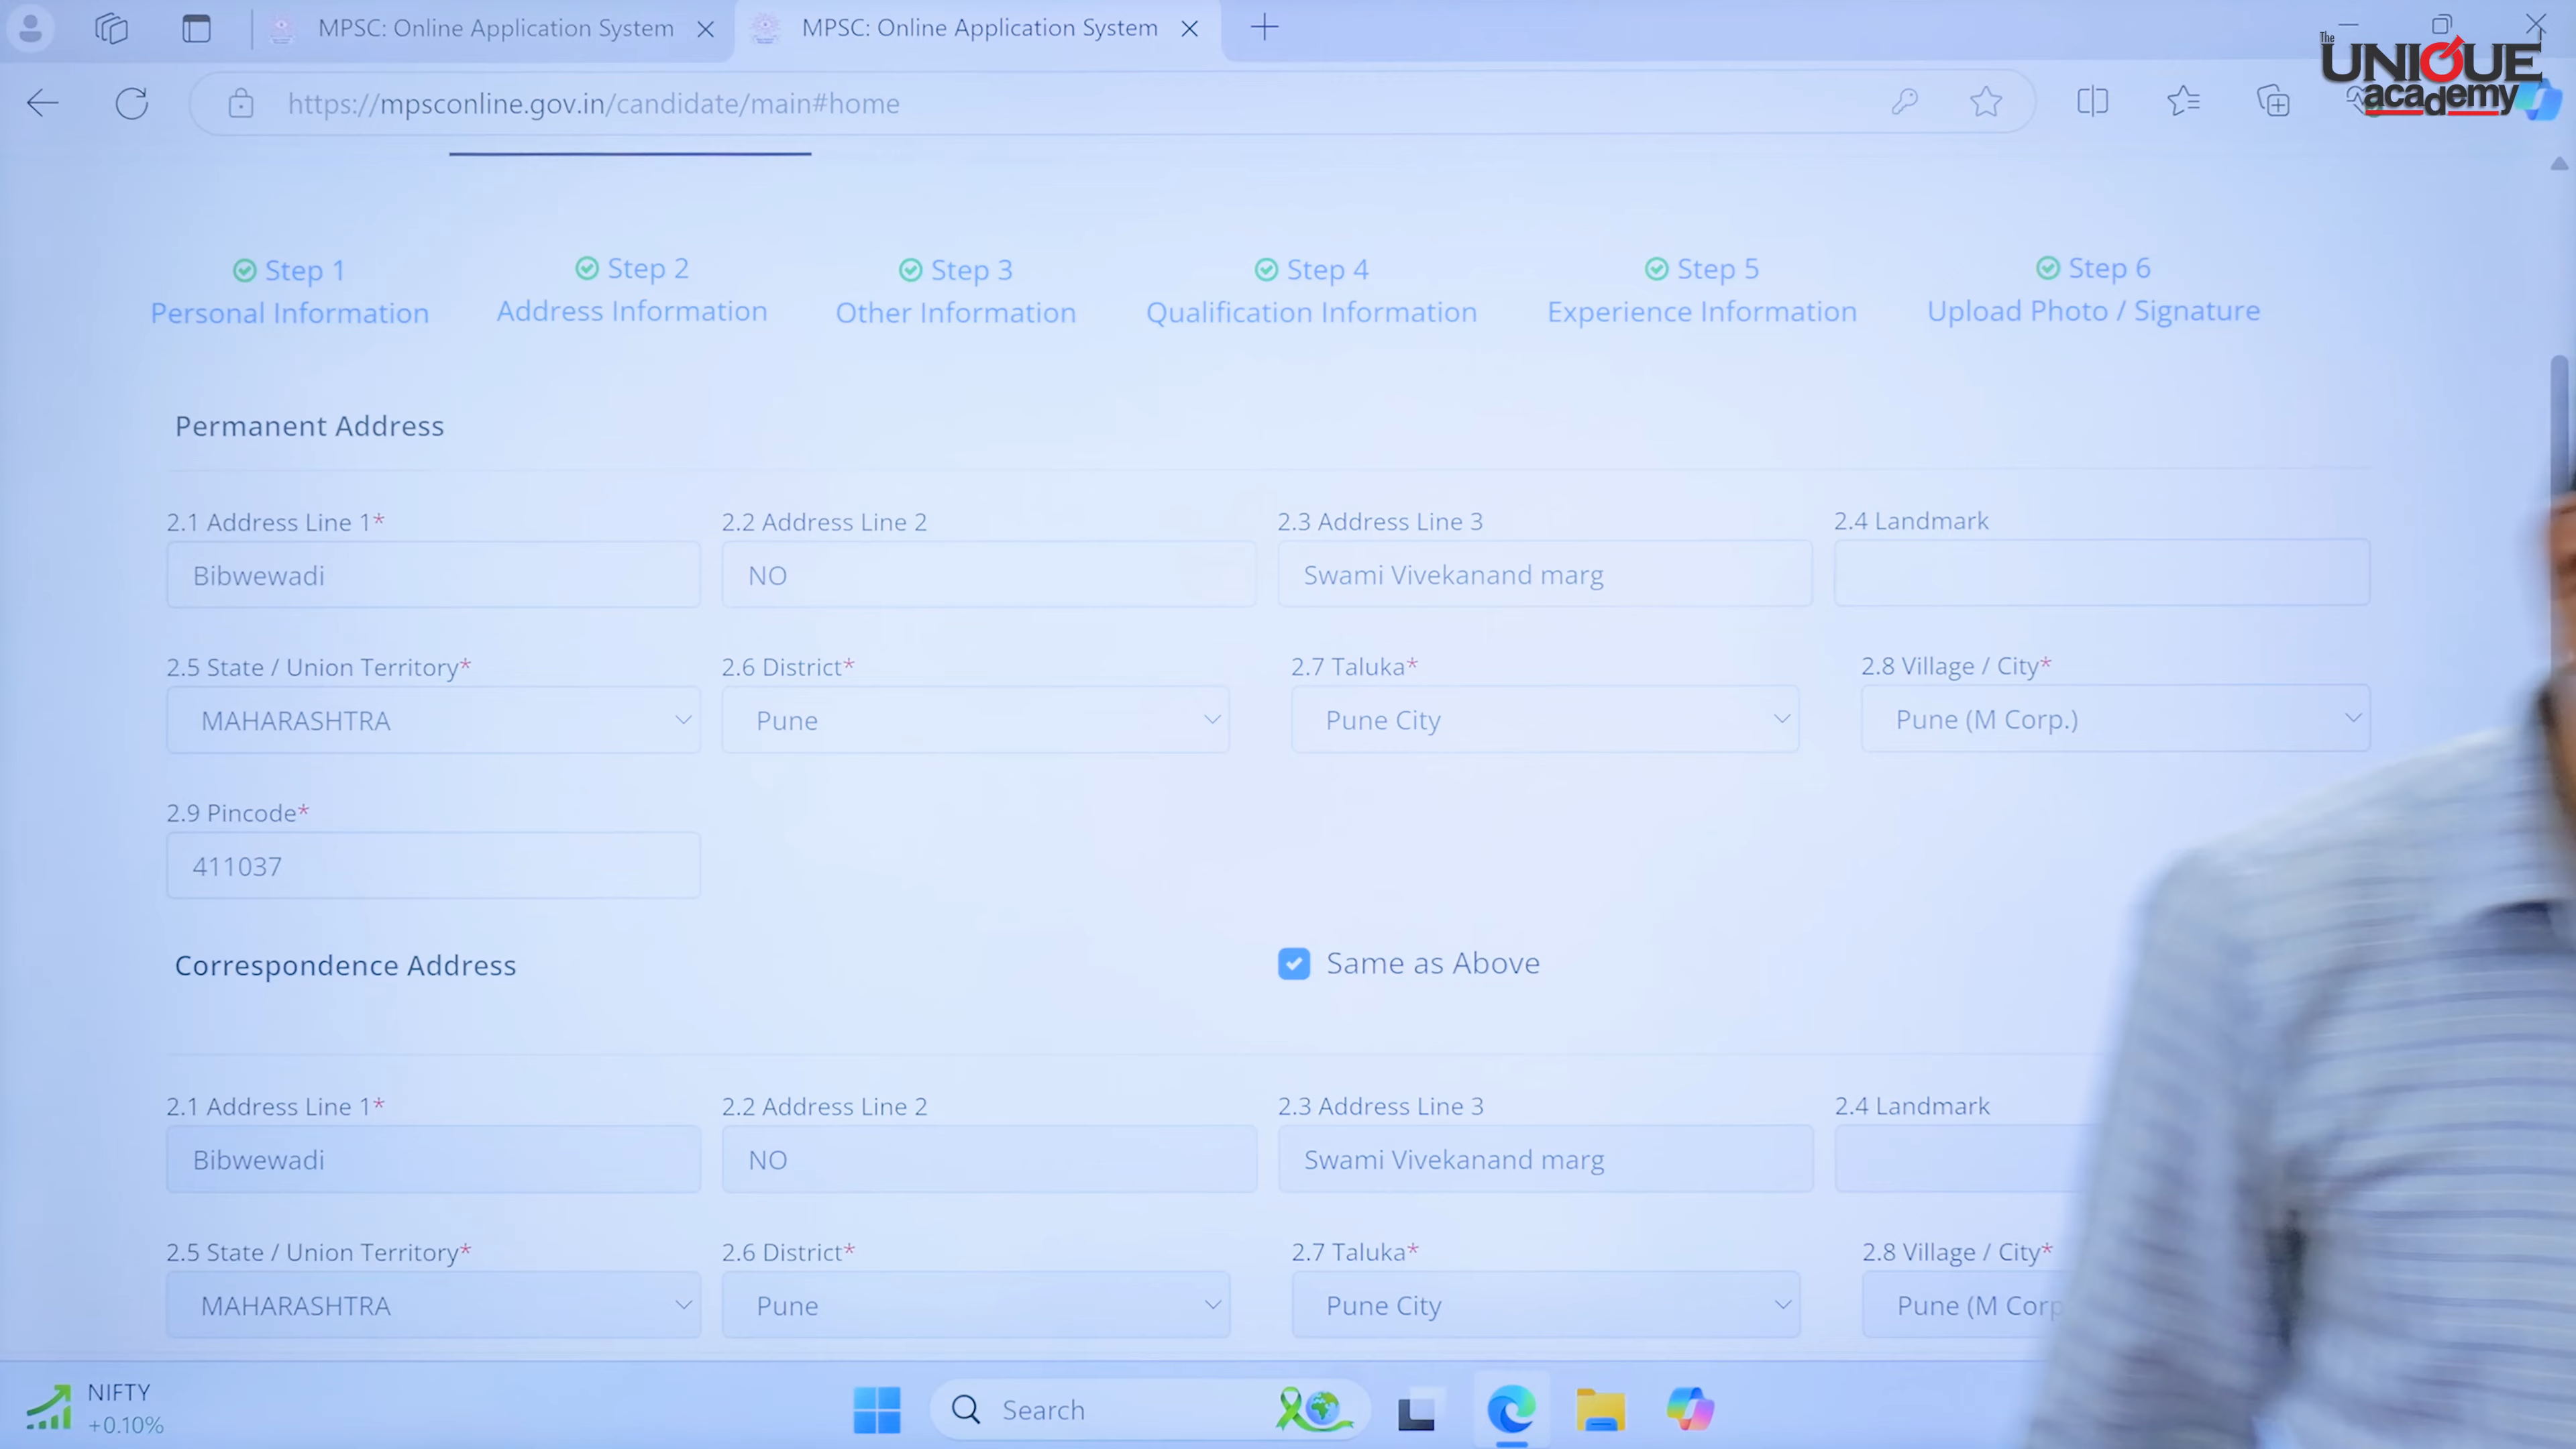 MPSC: Online Application System
MPSC: Online Application System
The
UNIQUE
academy
https://mpsconline.gov.in/candidate/main#home
Step 1
Personal Information
Step 2
Address Information
Step 3
Other Information
Step 4
Qualification Information
Step 5
Experience Information
Step 6
Upload Photo / Signature
Permanent Address
2.1 Address Line 1*
Bibwewadi
2.2 Address Line 2
NO
2.3 Address Line 3
Swami Vivekanand marg
2.4 Landmark
2.5 State / Union Territory*
MAHARASHTRA
2.6 District*
Pune
2.7 Taluka*
Pune City
2.8 Village / City*
Pune (M Corp.)
2.9 Pincode*
411037
Correspondence Address
Same as Above
2.1 Address Line 1*
Bibwewadi
2.2 Address Line 2
NO
2.3 Address Line 3
Swami Vivekanand marg
2.4 Landmark
2.5 State / Union Territory*
MAHARASHTRA
2.6 District*
Pune
2.7 Taluka*
Pune City
2.8 Village / City*
Pune (M Corp
NIFTY
+0.10%
Search